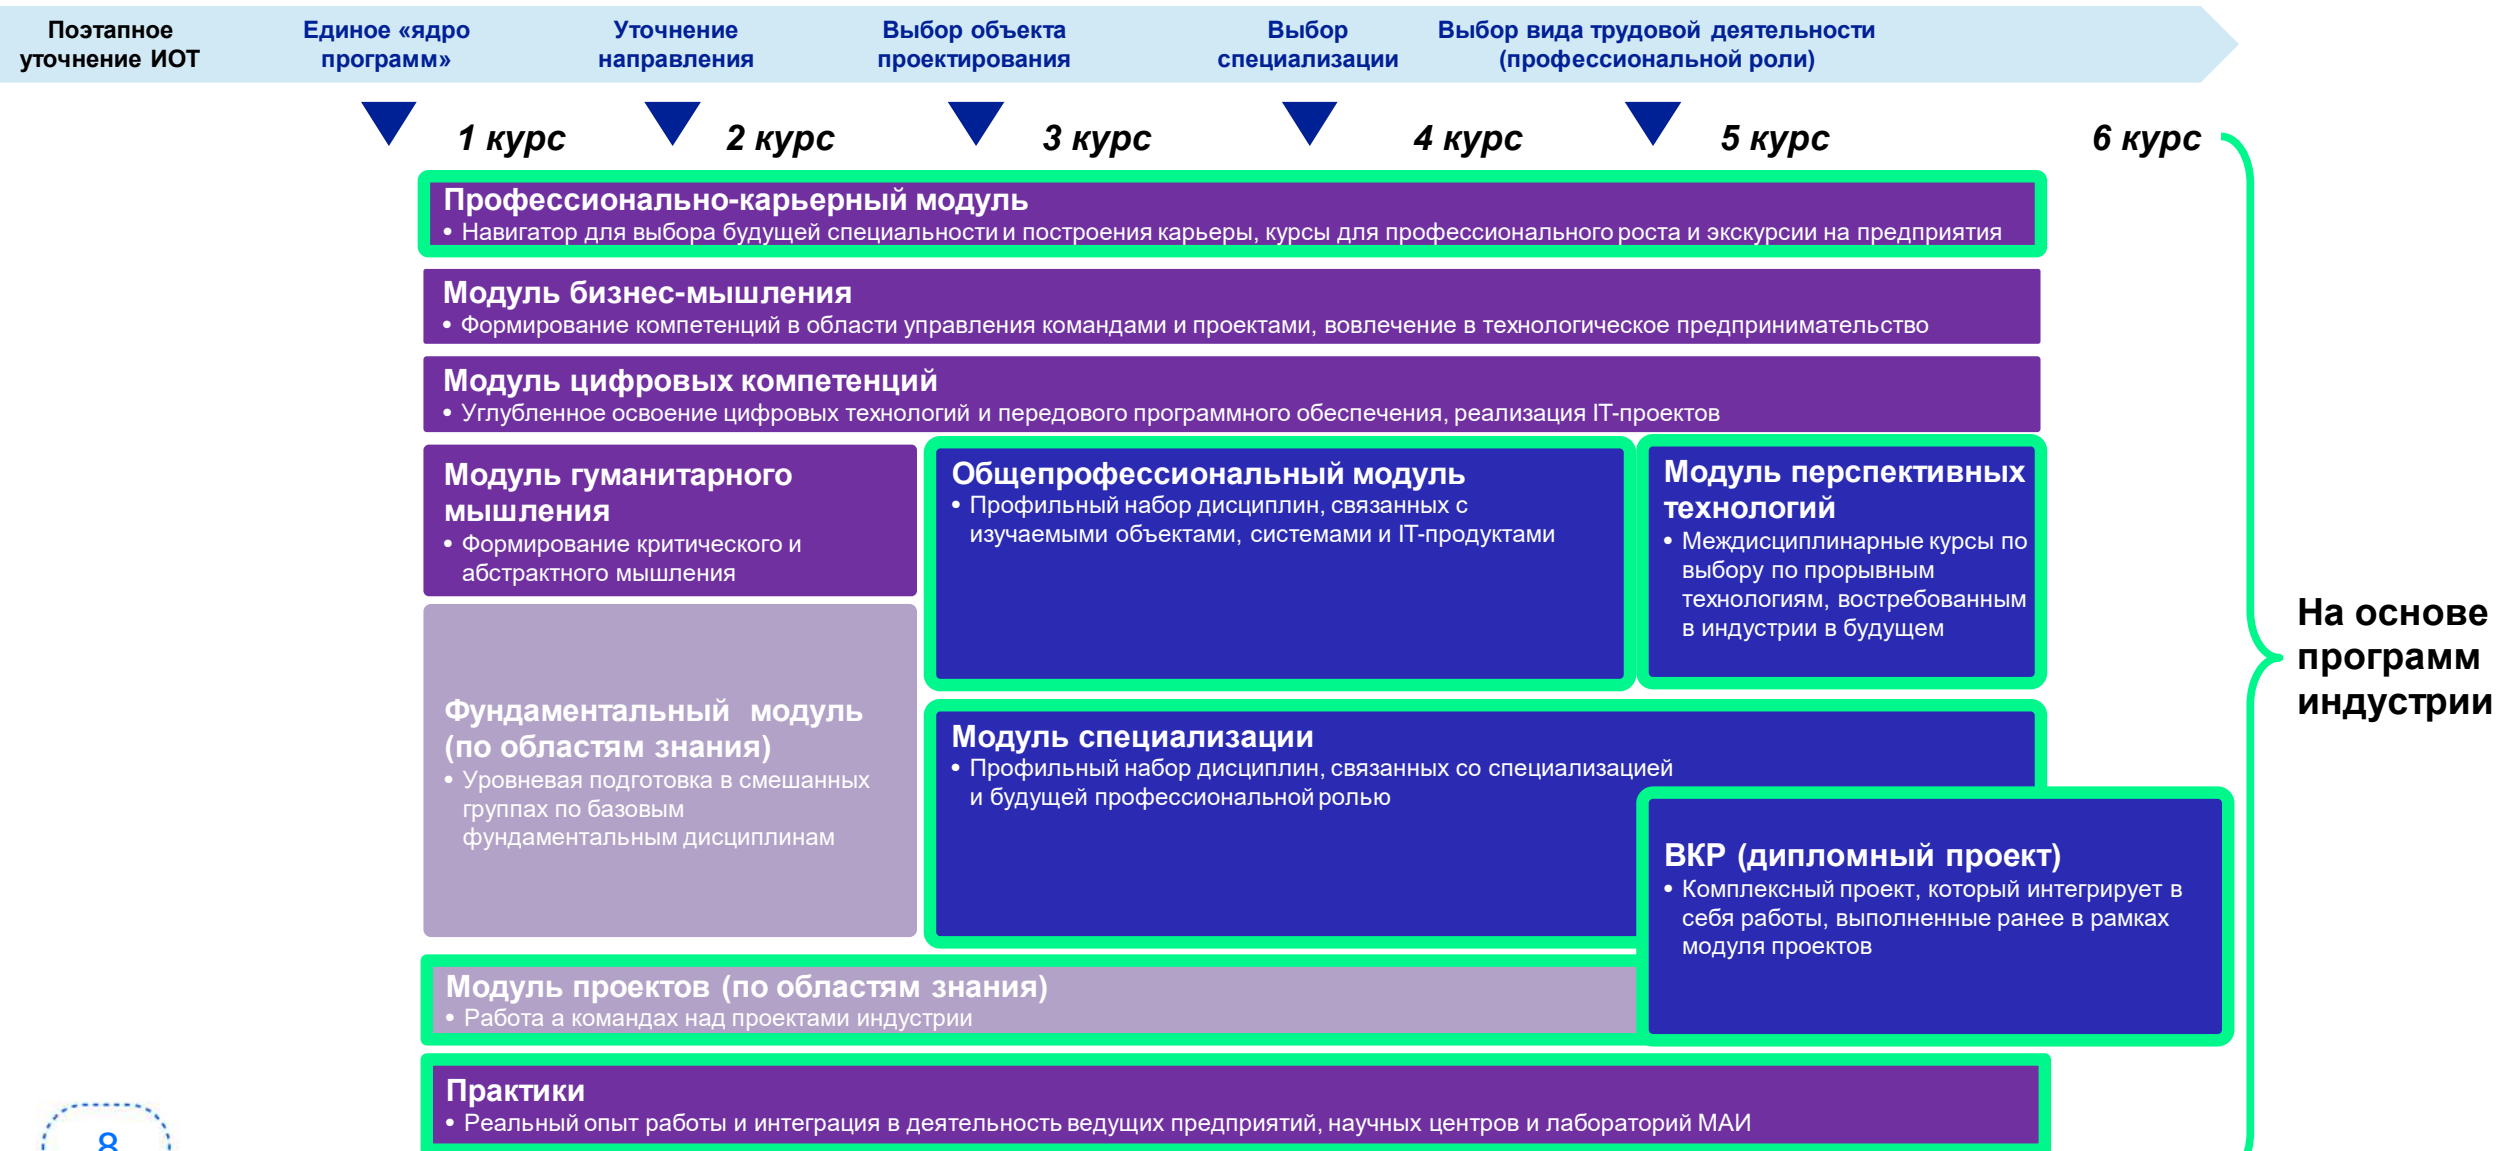 Поэтапное
уточнение ИОТ
Единое «ядро
программ»
Уточнение
направления
Выбор объекта
проектирования
Выбор
специализации
Выбор вида трудовой деятельности
(профессиональной роли)
1 курс
2 курс
3 курс
4 курс
5 курс
6 курс
Профессионально-карьерный модуль
• Навигатор для выбора будущей специальности и построения карьеры, курсы для профессионального роста и экскурсии на предприятия
Модуль бизнес-мышления
• Формирование компетенций в области управления командами и проектами, вовлечение в технологическое предпринимательство
Модуль цифровых компетенций
• Углубленное освоение цифровых технологий и передового программного обеспечения, реализация IT-проектов
Модуль гуманитарного
мышления
• Формирование критического и
абстрактного мышления
Общепрофессиональный модуль
• Профильный набор дисциплин, связанных с
изучаемыми объектами, системами и IT-продуктами
Модуль перспективных
технологий
• Междисциплинарные курсы по
выбору по прорывным
технологиям, востребованным
в индустрии в будущем
Фундаментальный модуль
(по областям знания)
• Уровневая подготовка в смешанных
группах по базовым
фундаментальным дисциплинам
Модуль специализации
• Профильный набор дисциплин, связанных со специализацией
и будущей профессиональной ролью
ВКР (дипломный проект)
• Комплексный проект, который интегрирует в
себя работы, выполненные ранее в рамках
модуля проектов
Модуль проектов (по областям знания)
• Работа а командах над проектами индустрии
Практики
• Реальный опыт работы и интеграция в деятельность ведущих предприятий, научных центров и лабораторий МАИ
На основе
программ
индустрии
8